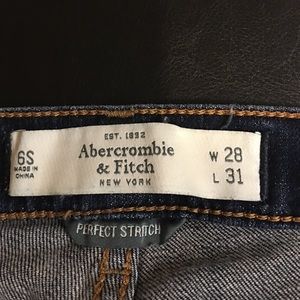 EST. 1892
6S
MADE IN
CHINA
Abercrombie
& Fitch
NEW YORK
W 28
L 31
PERFECT STRETCH